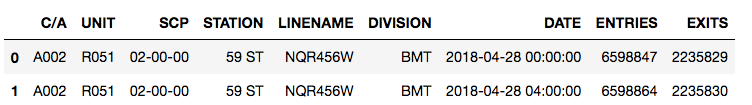 C/A UNIT SCP STATION LINENAME DIVISION DATE ENTRIES EXITS
0 A002 R051 02-00-00 59 ST NQR456W BMT 2018-04-28 00:00:00 6598847 2235829
1 A002 R051 02-00-00 59 ST NQR456W BMT 2018-04-28 04:00:00 6598864 2235830